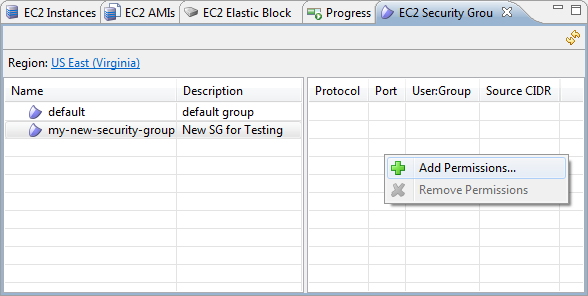 EC2 Instances EC2 AMIs EC2 Elastic Block Progress EC2 Security Grou
Region: US East (Virginia)
Name Description Protocol Port User:Group Source CIDR
default default group
my-new-security-group New SG for Testing
Add Permissions...
Remove Permissions